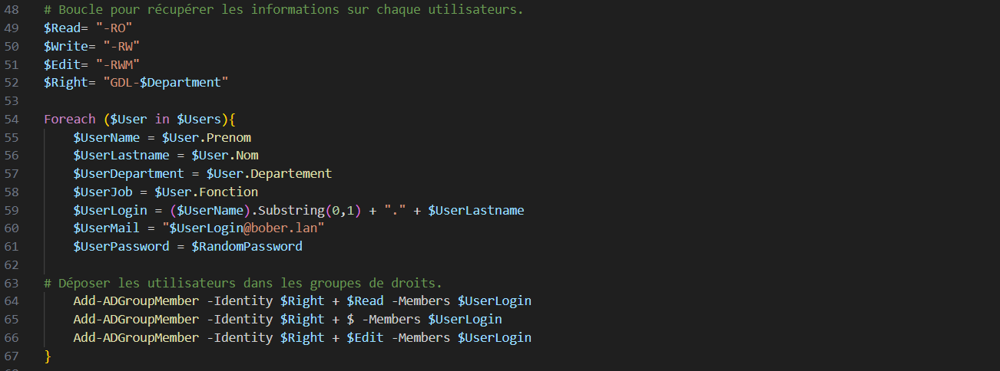 48 # Boucle pour récupérer les informations sur chaque utilisateurs.
49 $Read= "-RO"
50 $Write= "-RW"
51 $Edit= "-RWM"
52 $Right= "GDL-$Department"
53
54 Foreach ($User in $Users){
55 $UserName = $User.Prenom
56 $UserLastname = $User.Nom
57 $UserDepartment = $User.Departement
58 $UserJob = $User.Fonction
59 $UserLogin = ($UserName).Substring(0,1) + "." + $UserLastname
60 $UserMail = "$UserLogin@bober.lan"
61 $UserPassword = $RandomPassword
62
63 # Déposer les utilisateurs dans les groupes de droits.
64 Add-ADGroupMember -Identity $Right + $Read -Members $UserLogin
65 Add-ADGroupMember -Identity $Right + $ -Members $UserLogin
66 Add-ADGroupMember -Identity $Right + $Edit -Members $UserLogin
67 }